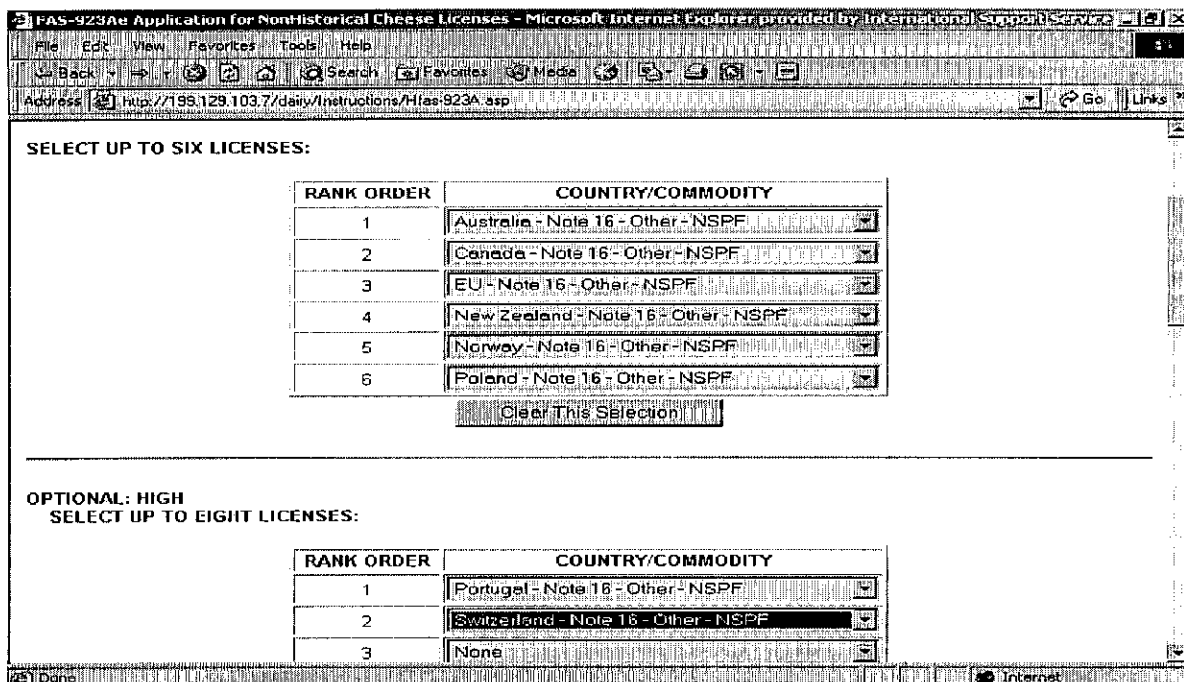 FAS-923Ae Application for NonHistorical Cheese Licenses - Microsoft Internet Explorer provided by International Support Service
File Edit View Favorites Tools Help
Back Search Favorites Media
Address http://199.129.103.7/dairy/Instructions/Hfas-923A.asp Go Links
SELECT UP TO SIX LICENSES:
RANK ORDER COUNTRY/COMMODITY
1 Australia - Note 16 - Other - NSPF
2 Canada - Note 16 - Other - NSPF
3 EU - Note 16 - Other - NSPF
4 New Zealand - Note 16 - Other - NSPF
5 Norway - Note 16 - Other - NSPF
6 Poland - Note 16 - Other - NSPF
Clear This Selection
OPTIONAL: HIGH
SELECT UP TO EIGHT LICENSES:
RANK ORDER COUNTRY/COMMODITY
1 Portugal - Note 16 - Other - NSPF
2 Switzerland - Note 16 - Other - NSPF
3 None
Done Internet